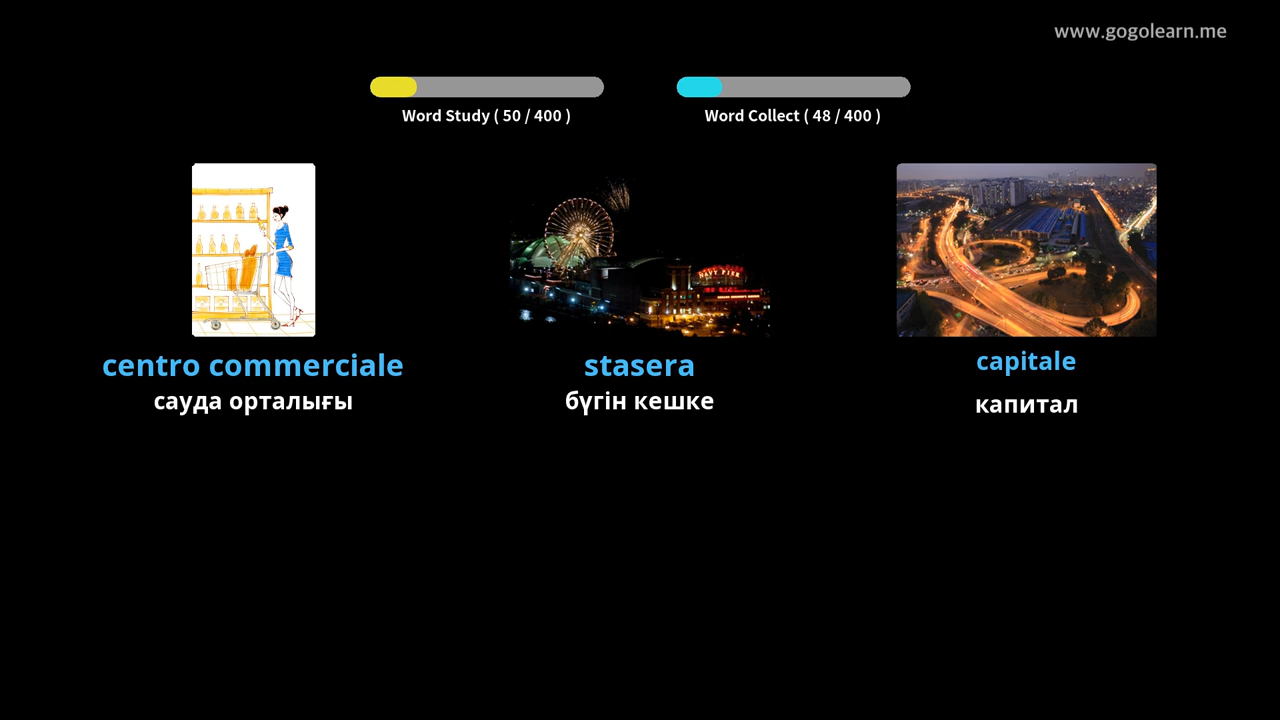 www.gogolearn.me
Word Study ( 50 / 400 )
Word Collect ( 48 / 400 )
centro commerciale
сауда орталығы
stasera
бүгін кешке
capitale
капитал